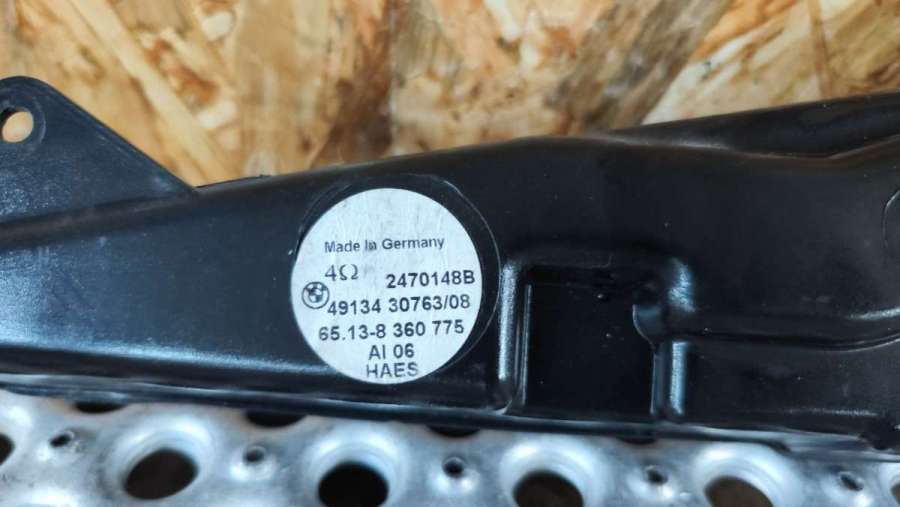 Made In Germany
4Ω 2470148B
49134 30763/08
65.13-8 360 775
AI 06
HAES